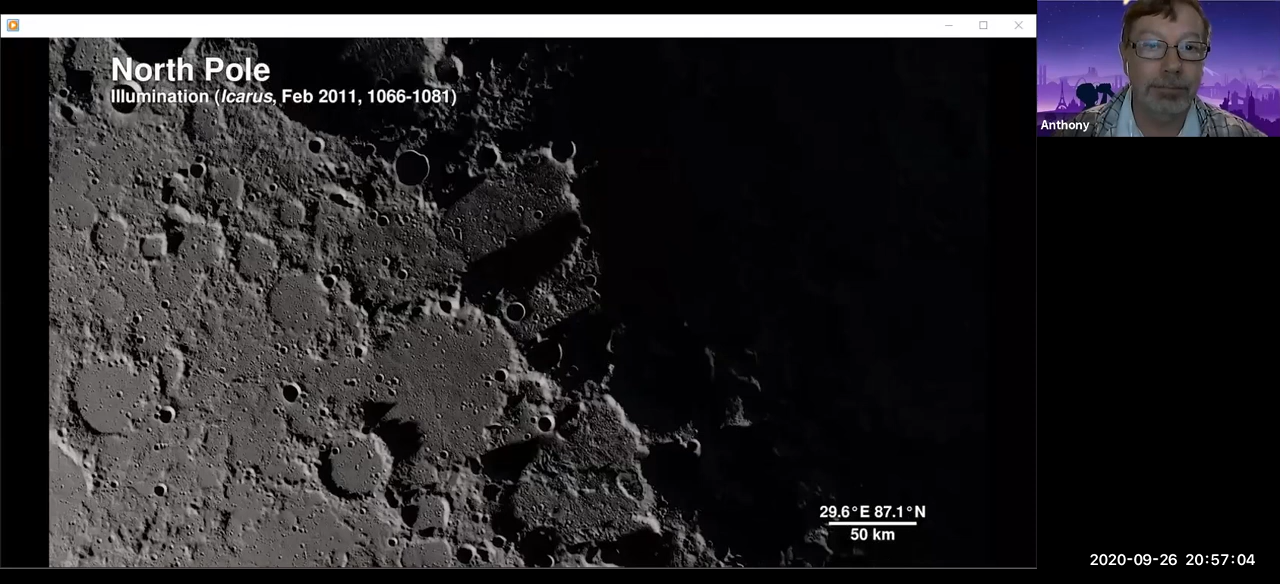 North Pole
Illumination (Icarus, Feb 2011, 1066-1081)
Anthony
29.6°E 87.1°N
50 km
2020-09-26 20:57:04